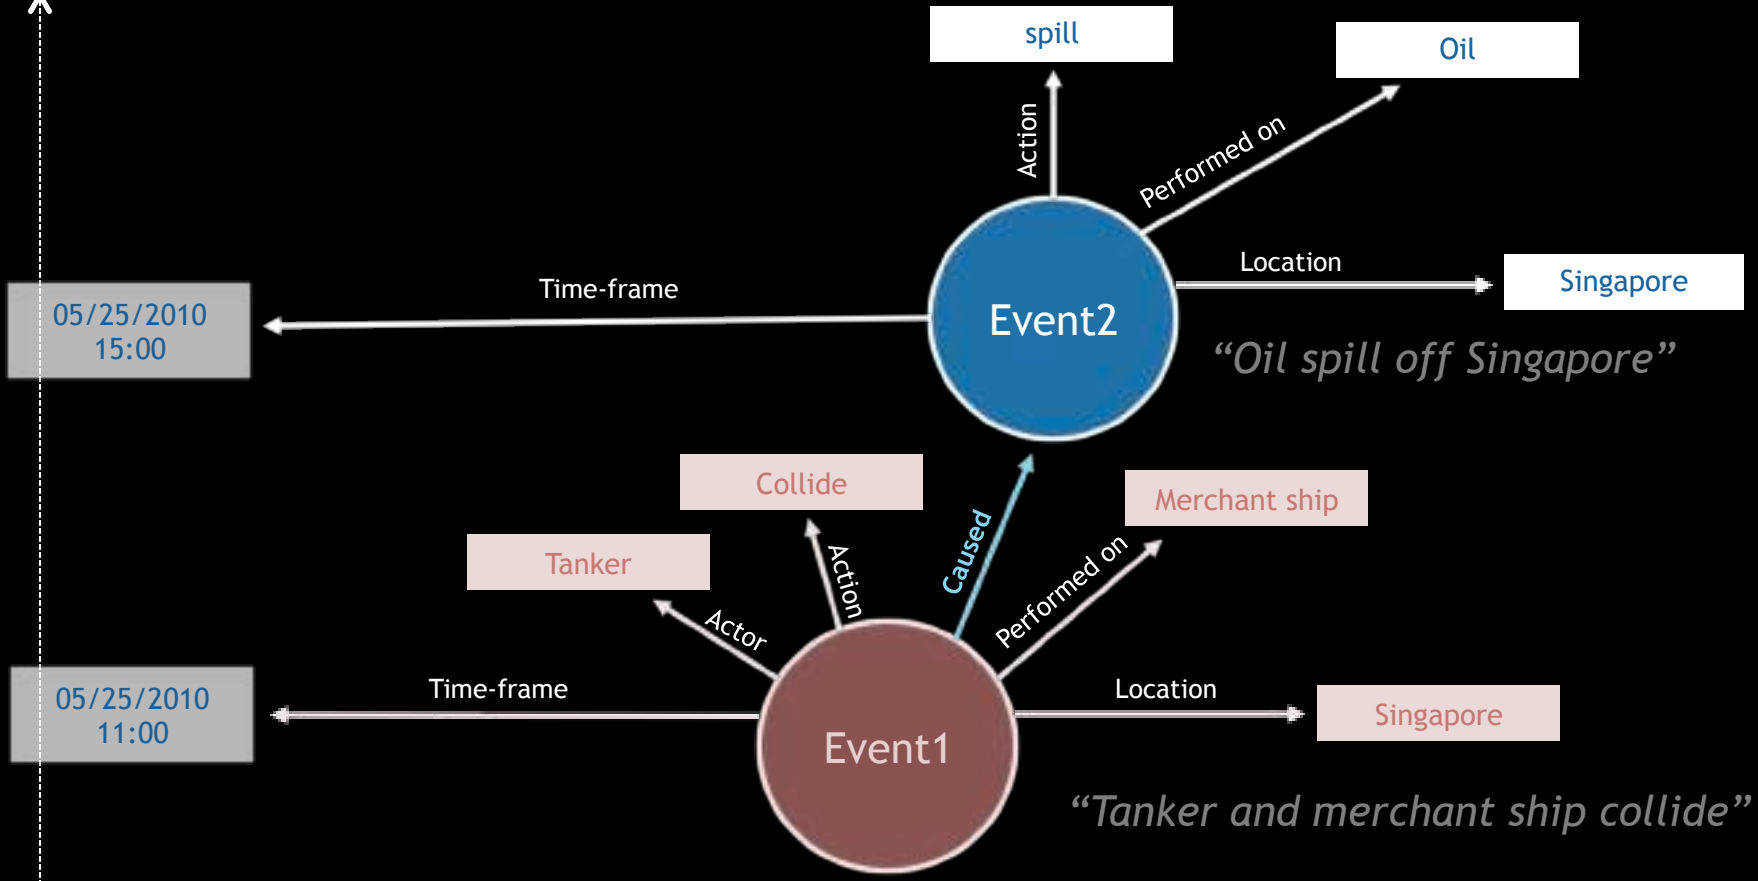 spill
Oil
Action
Performed on
Location
Singapore
Time-frame
05/25/2010
15:00
Event2
“Oil spill off Singapore”
Collide
Merchant ship
Caused
Tanker
Action
Performed on
Actor
Time-frame
Location
05/25/2010
11:00
Singapore
Event1
“Tanker and merchant ship collide”